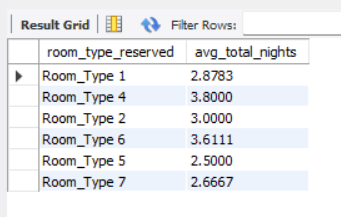 Result Grid Filter Rows:
room_type_reserved avg_total_nights
Room_Type 1 2.8783
Room_Type 4 3.8000
Room_Type 2 3.0000
Room_Type 6 3.6111
Room_Type 5 2.5000
Room_Type 7 2.6667